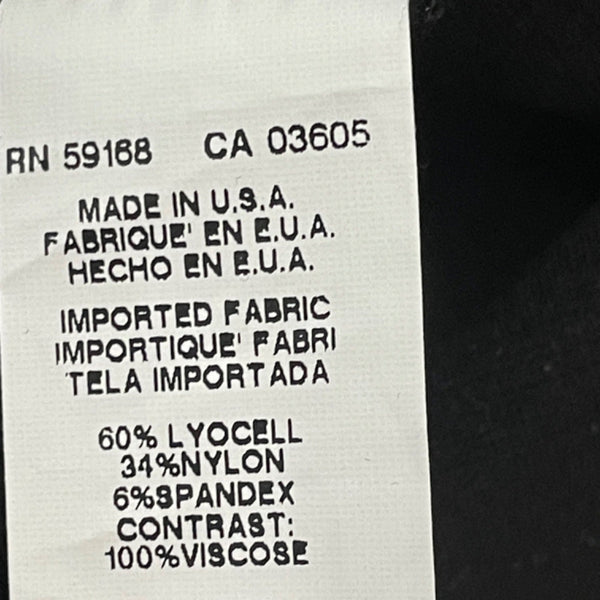 RN 59168 CA 03605
MADE IN U.S.A.
FABRIQUE' EN E.U.A.
HECHO EN E.U.A.
IMPORTED FABRIC
IMPORTIQUE' FABRI
TELA IMPORTADA
60% LYOCELL
34%NYLON
6%SPANDEX
CONTRAST:
100%VISCOSE